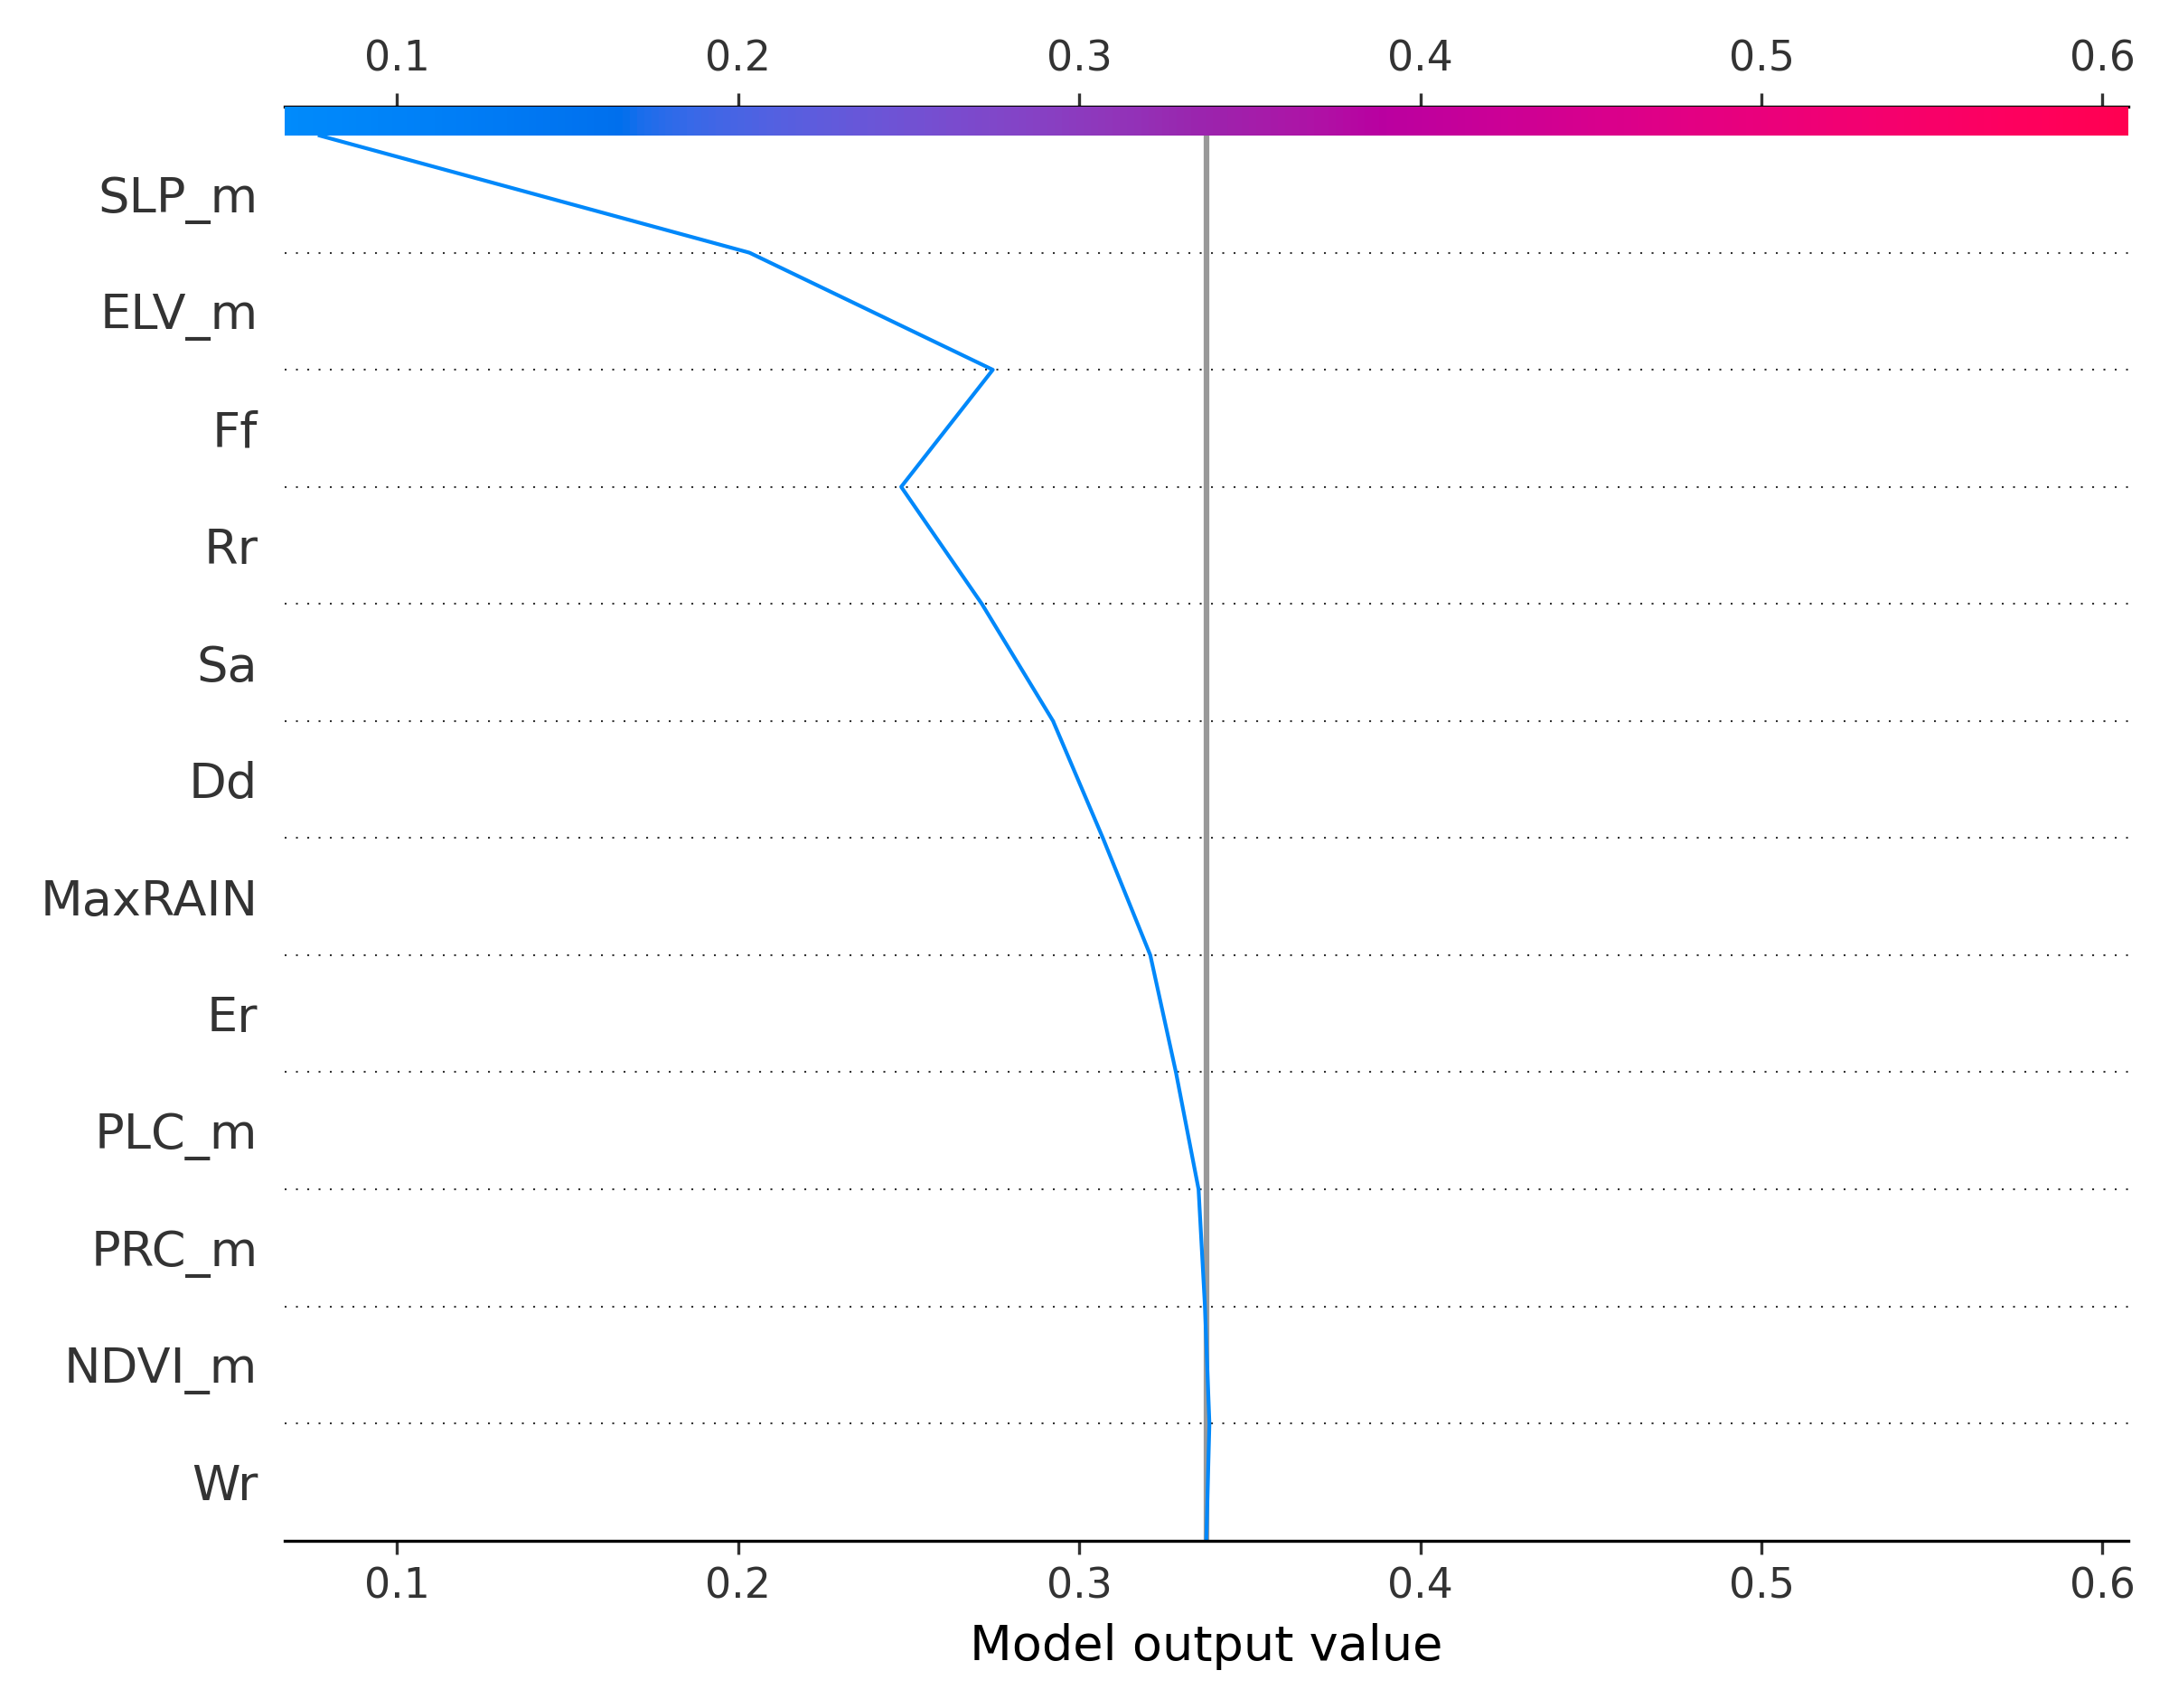 0.1 0.2 0.3 0.4 0.5 0.6
SLP_m
ELV_m
Ff
Rr
Sa
Dd
MaxRAIN
Er
PLC_m
PRC_m
NDVI_m
Wr
0.1 0.2 0.3 0.4 0.5 0.6
Model output value